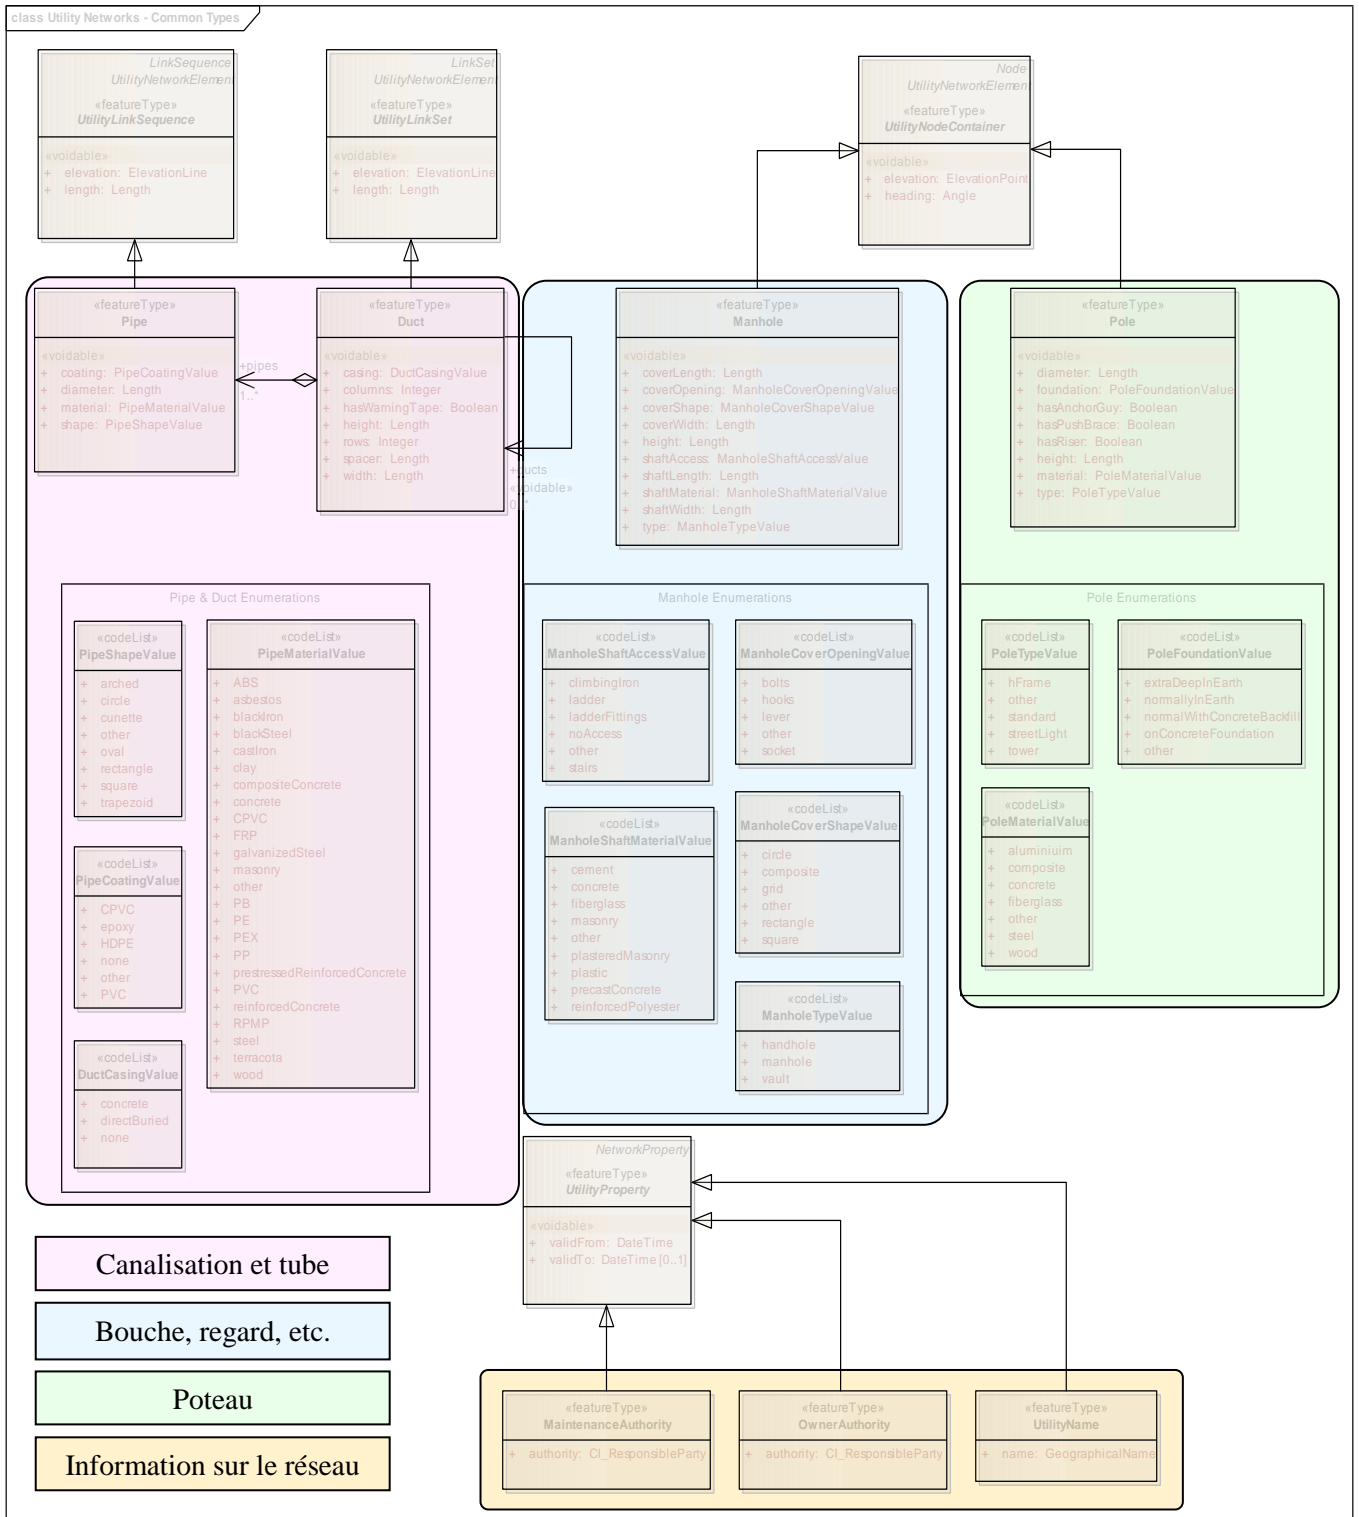 class Utility Networks - Common Types
LinkSequence
UtilityNetworkElement
«featureType»
UtilityLinkSequence
«voidable»
+ elevation: ElevationLine
+ length: Length
LinkSet
UtilityNetworkElement
«featureType»
UtilityLinkSet
«voidable»
+ elevation: ElevationLine
+ length: Length
Node
UtilityNetworkElement
«featureType»
UtilityNodeContainer
«voidable»
+ elevation: ElevationPoint
+ heading: Angle
«featureType»
Pipe
«voidable»
+ coating: PipeCoatingValue
+ diameter: Length
+ material: PipeMaterialValue
+ shape: PipeShapeValue
+pipes
1..*
«featureType»
Duct
«voidable»
+ casing: DuctCasingValue
+ columns: Integer
+ hasWarningTape: Boolean
+ height: Length
+ rows: Integer
+ spacer: Length
+ width: Length
+ducts
«voidable»
0..*
«featureType»
Manhole
«voidable»
+ coverLength: Length
+ coverOpening: ManholeCoverOpeningValue
+ coverShape: ManholeCoverShapeValue
+ coverWidth: Length
+ height: Length
+ shaftAccess: ManholeShaftAccessValue
+ shaftLength: Length
+ shaftMaterial: ManholeShaftMaterialValue
+ shaftWidth: Length
+ type: ManholeTypeValue
«featureType»
Pole
«voidable»
+ diameter: Length
+ foundation: PoleFoundationValue
+ hasAnchorGuy: Boolean
+ hasPushBrace: Boolean
+ hasRiser: Boolean
+ height: Length
+ material: PoleMaterialValue
+ type: PoleTypeValue
Pipe & Duct Enumerations
«codeList»
PipeShapeValue
+ arched
+ circle
+ cunette
+ other
+ oval
+ rectangle
+ square
+ trapezoid
«codeList»
PipeCoatingValue
+ CPVC
+ epoxy
+ HDPE
+ none
+ other
+ PVC
«codeList»
DuctCasingValue
+ concrete
+ directBuried
+ none
«codeList»
PipeMaterialValue
+ ABS
+ asbestos
+ blackIron
+ blackSteel
+ castIron
+ clay
+ compositeConcrete
+ concrete
+ CPVC
+ FRP
+ galvanizedSteel
+ masonry
+ other
+ PB
+ PE
+ PEX
+ PP
+ prestressedReinforcedConcrete
+ PVC
+ reinforcedConcrete
+ RPMP
+ steel
+ terracota
+ wood
Manhole Enumerations
«codeList»
ManholeShaftAccessValue
+ climbingIron
+ ladder
+ ladderFittings
+ noAccess
+ other
+ stairs
«codeList»
ManholeShaftMaterialValue
+ cement
+ concrete
+ fiberglass
+ masonry
+ other
+ plasteredMasonry
+ plastic
+ precastConcrete
+ reinforcedPolyester
«codeList»
ManholeCoverOpeningValue
+ bolts
+ hooks
+ lever
+ other
+ socket
«codeList»
ManholeCoverShapeValue
+ circle
+ composite
+ grid
+ other
+ rectangle
+ square
«codeList»
ManholeTypeValue
+ handhole
+ manhole
+ vault
Pole Enumerations
«codeList»
PoleTypeValue
+ hFrame
+ other
+ standard
+ streetLight
+ tower
«codeList»
PoleFoundationValue
+ extraDeepInEarth
+ normallyInEarth
+ normalWithConcreteBackfill
+ onConcreteFoundation
+ other
«codeList»
PoleMaterialValue
+ aluminiuim
+ composite
+ concrete
+ fiberglass
+ other
+ steel
+ wood
NetworkProperty
«featureType»
UtilityProperty
«voidable»
+ validFrom: DateTime
+ validTo: DateTime [0..1]
Canalisation et tube
Bouche, regard, etc.
Poteau
Information sur le réseau
«featureType»
MaintenanceAuthority
+ authority: CI_ResponsibleParty
«featureType»
OwnerAuthority
+ authority: CI_ResponsibleParty
«featureType»
UtilityName
+ name: GeographicalName